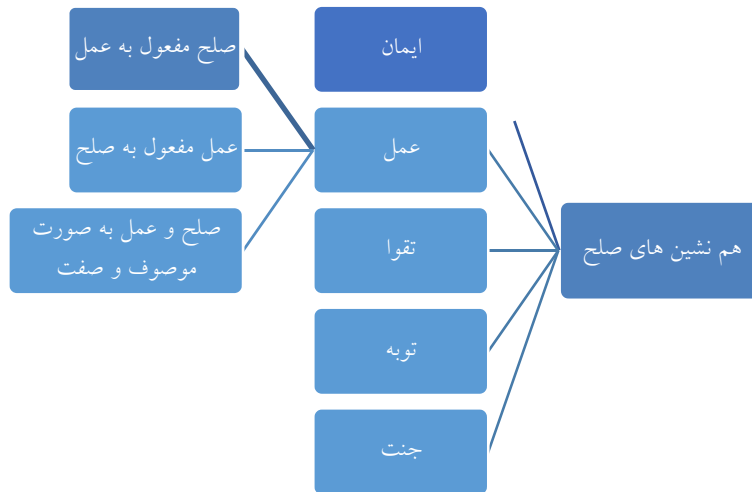 هم نشین های صلح
ایمان
عمل
تقوا
توبه
جنت
صلح مفعول به عمل
عمل مفعول به صلح
صلح و عمل به صورت
موصوف و صفت